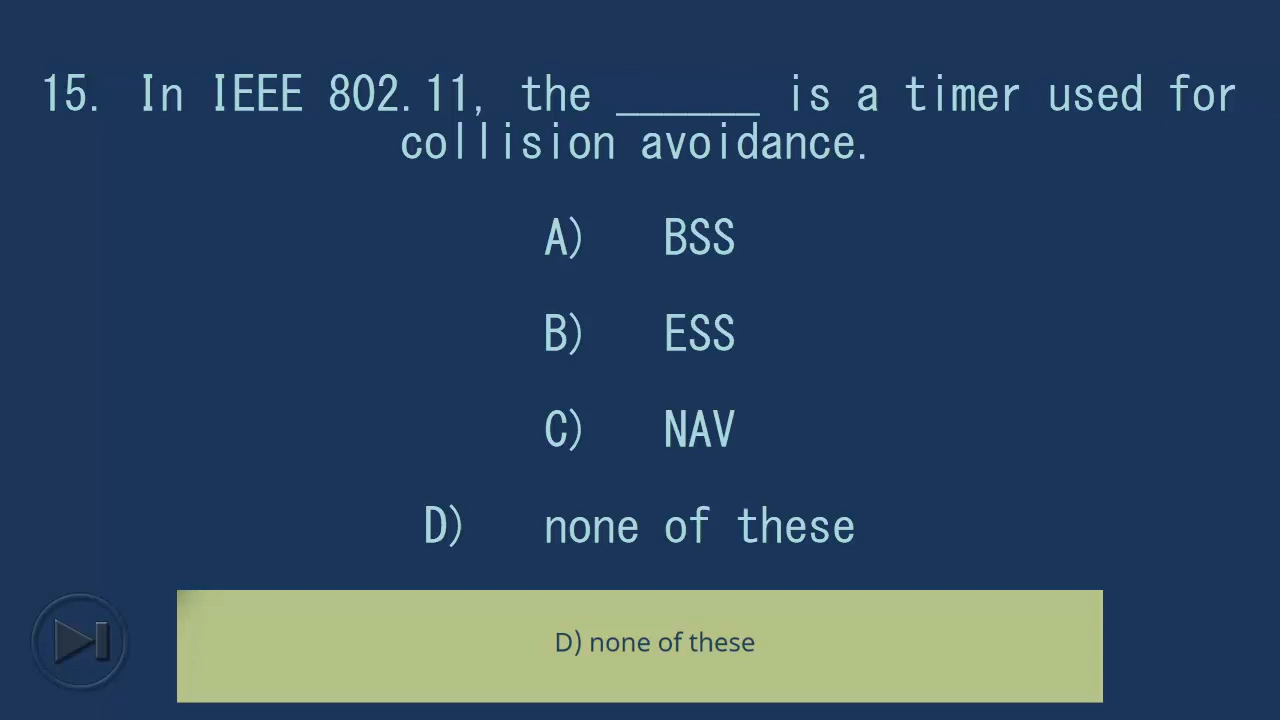 15. In IEEE 802.11, the ______ is a timer used for
collision avoidance.
A) BSS
B) ESS
C) NAV
D) none of these
D) none of these